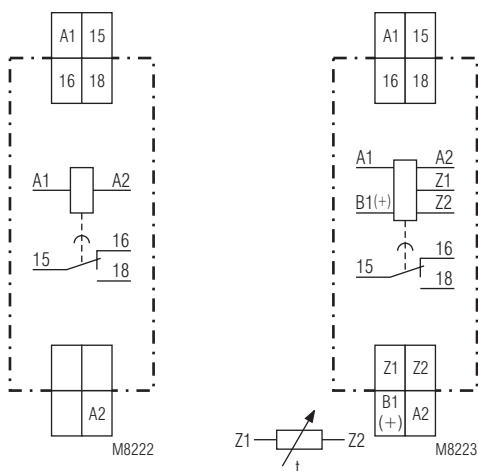 A1 15
16 18
A1 A2
15 16
18
A2
M8222
A1 15
16 18
A1 A2
Z1
B1(+) Z2
15 16
18
Z1 Z2
B1 (+) A2
Z1 Z2
t
M8223